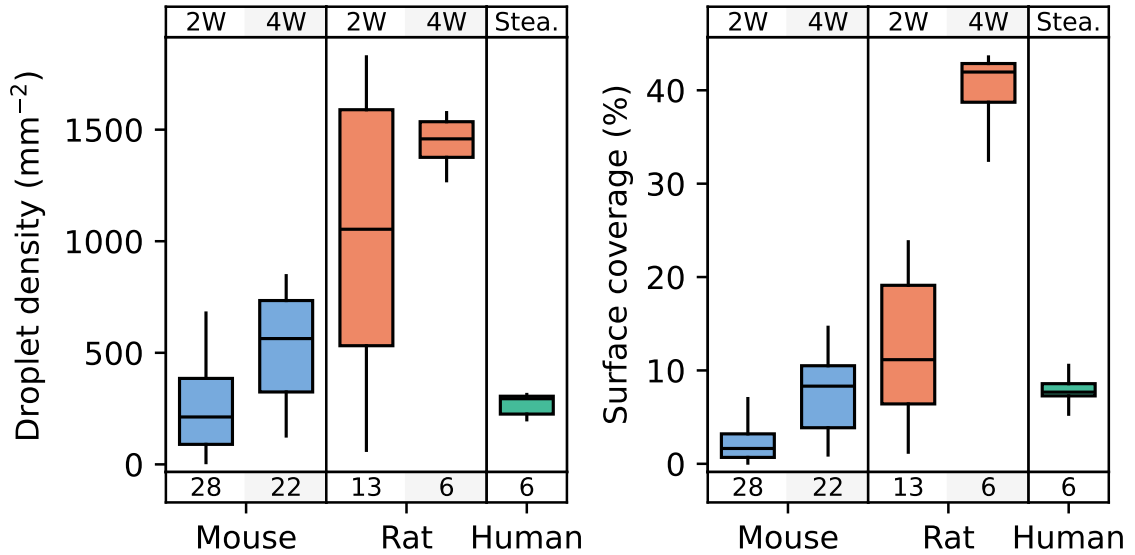 2W 4W 2W 4W Stea.
Droplet density (mm⁻²)
1500
1000
500
0
28 22 13 6 6
Mouse Rat Human
2W 4W 2W 4W Stea.
Surface coverage (%)
40
30
20
10
0
28 22 13 6 6
Mouse Rat Human